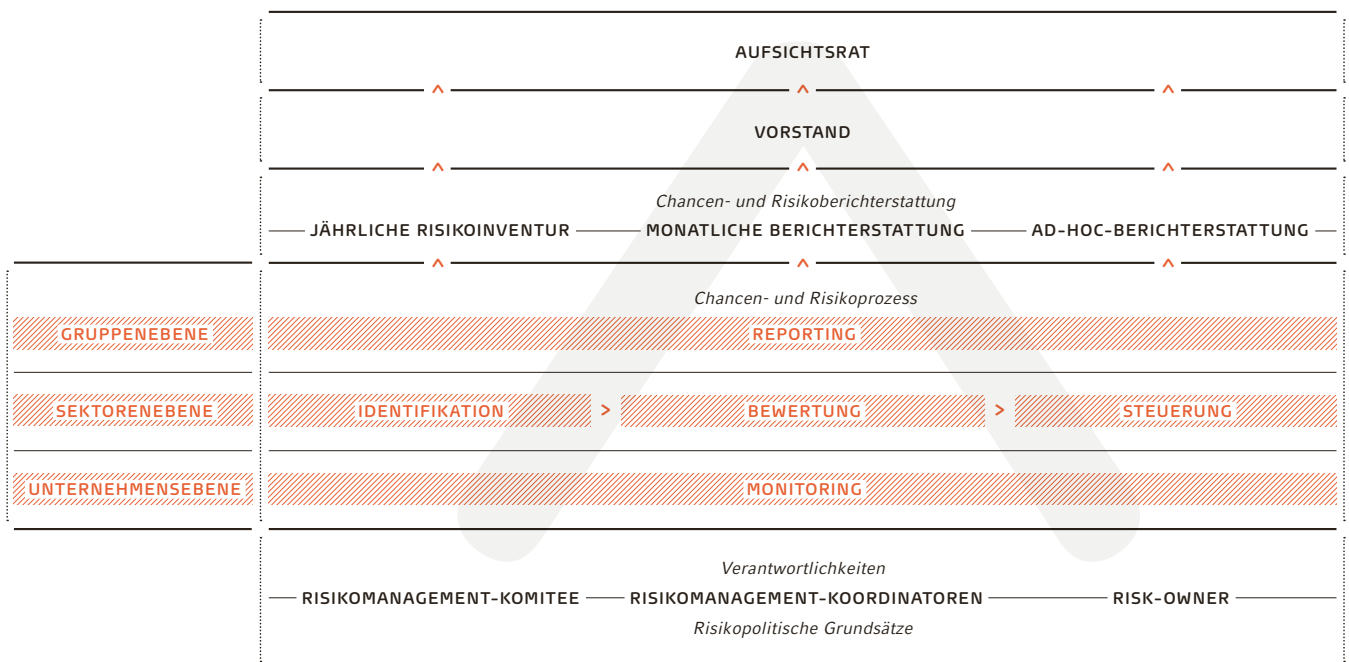 AUFSICHTSRAT
^ ^ ^
VORSTAND
^ ^ ^
Chancen- und Risikoberichterstattung
JÄHRLICHE RISIKOINVENTUR MONATLICHE BERICHTERSTATTUNG AD-HOC-BERICHTERSTATTUNG
^ ^ ^
Chancen- und Risikoprozess
GRUPPENEBENE REPORTING
SEKTORENEBENE IDENTIFIKATION > BEWERTUNG > STEUERUNG
UNTERNEHMENSEBENE MONITORING
Verantwortlichkeiten
RISIKOMANAGEMENT-KOMITEE RISIKOMANAGEMENT-KOORDINATOREN RISK-OWNER
Risikopolitische Grundsätze